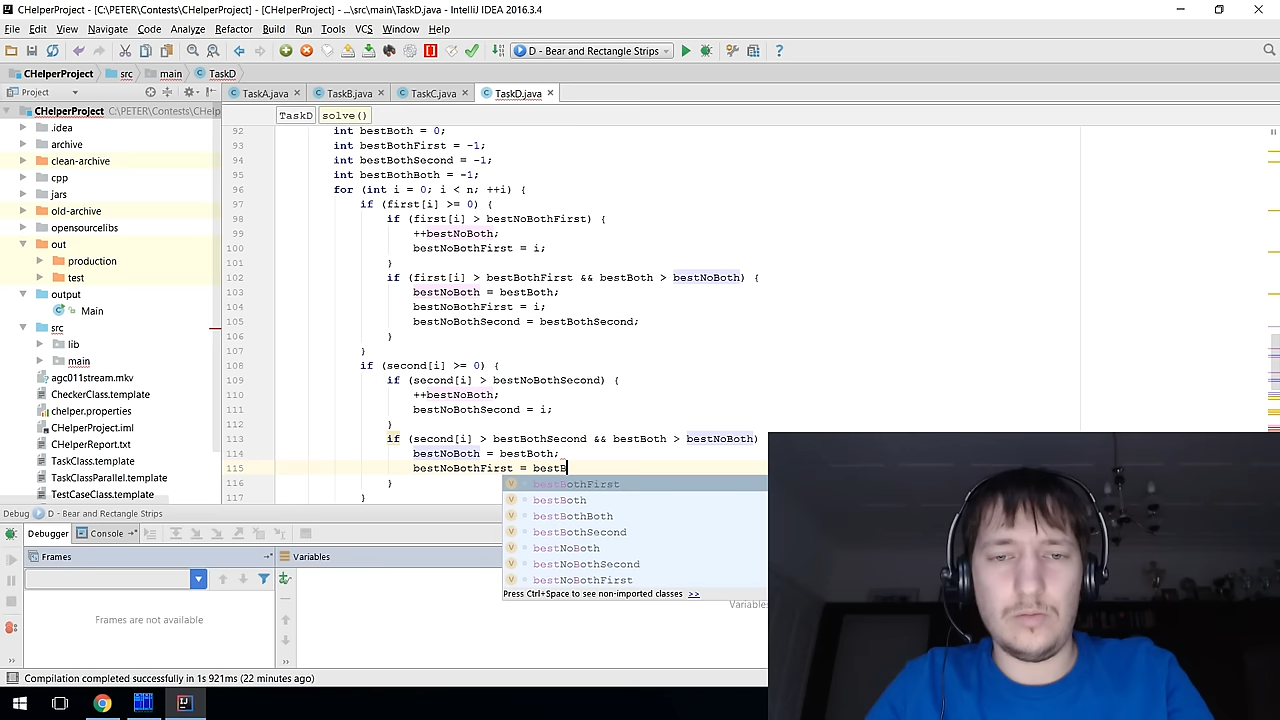 CHelperProject - [C:\PETER\Contests\CHelperProject] - [CHelperProject] - ...\src\main\TaskD.java - IntelliJ IDEA 2016.3.4
File Edit View Navigate Code Analyze Refactor Build Run Tools VCS Window Help
D - Bear and Rectangle Strips
CHelperProject src main TaskD
Project TaskA.java TaskB.java TaskC.java TaskD.java
CHelperProject C:\PETER\Contests\CHelp
TaskD solve()
.idea
archive
clean-archive
cpp
jars
old-archive
opensourcelibs
out
production
test
output
Main
src
lib
main
agc011stream.mkv
CheckerClass.template
chelper.properties
CHelperProject.iml
CHelperReport.txt
TaskClass.template
TaskClassParallel.template
TestCaseClass.template
92 int bestBoth = 0;
93 int bestBothFirst = -1;
94 int bestBothSecond = -1;
95 int bestBothBoth = -1;
96 for (int i = 0; i < n; ++i) {
97 if (first[i] >= 0) {
98 if (first[i] > bestNoBothFirst) {
99 ++bestNoBoth;
100 bestNoBothFirst = i;
101 }
102 if (first[i] > bestBothFirst && bestBoth > bestNoBoth) {
103 bestNoBoth = bestBoth;
104 bestNoBothFirst = i;
105 bestNoBothSecond = bestBothSecond;
106 }
107 }
108 if (second[i] >= 0) {
109 if (second[i] > bestNoBothSecond) {
110 ++bestNoBoth;
111 bestNoBothSecond = i;
112 }
113 if (second[i] > bestBothSecond && bestBoth > bestNoBoth)
114 bestNoBoth = bestBoth;
115 bestNoBothFirst = bestB
116 }
117 }
bestBothFirst
bestBoth
bestBothBoth
bestBothSecond
bestNoBoth
bestNoBothSecond
bestNoBothFirst
Press Ctrl+Space to see non-imported classes >>
Debug D - Bear and Rectangle Strips
Debugger Console
Frames Variables
Frames are not available
Variables
Compilation completed successfully in 1s 921ms (22 minutes ago)